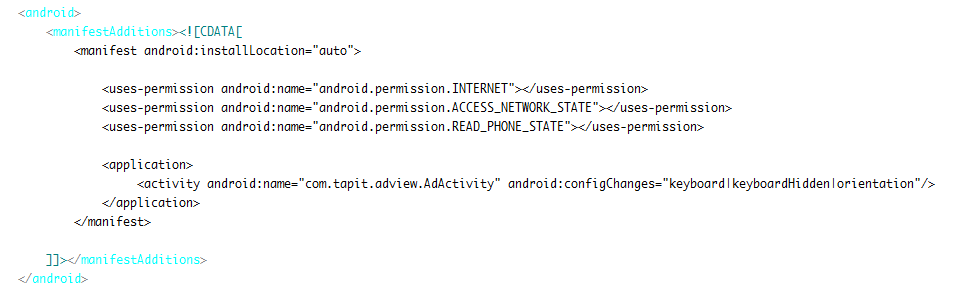 <android>
<manifestAdditions><![CDATA[
<manifest android:installLocation="auto">
<uses-permission android:name="android.permission.INTERNET"></uses-permission>
<uses-permission android:name="android.permission.ACCESS_NETWORK_STATE"></uses-permission>
<uses-permission android:name="android.permission.READ_PHONE_STATE"></uses-permission>
<application>
<activity android:name="com.tapit.adview.AdActivity" android:configChanges="keyboard|keyboardHidden|orientation"/>
</application>
</manifest>
]]></manifestAdditions>
</android>